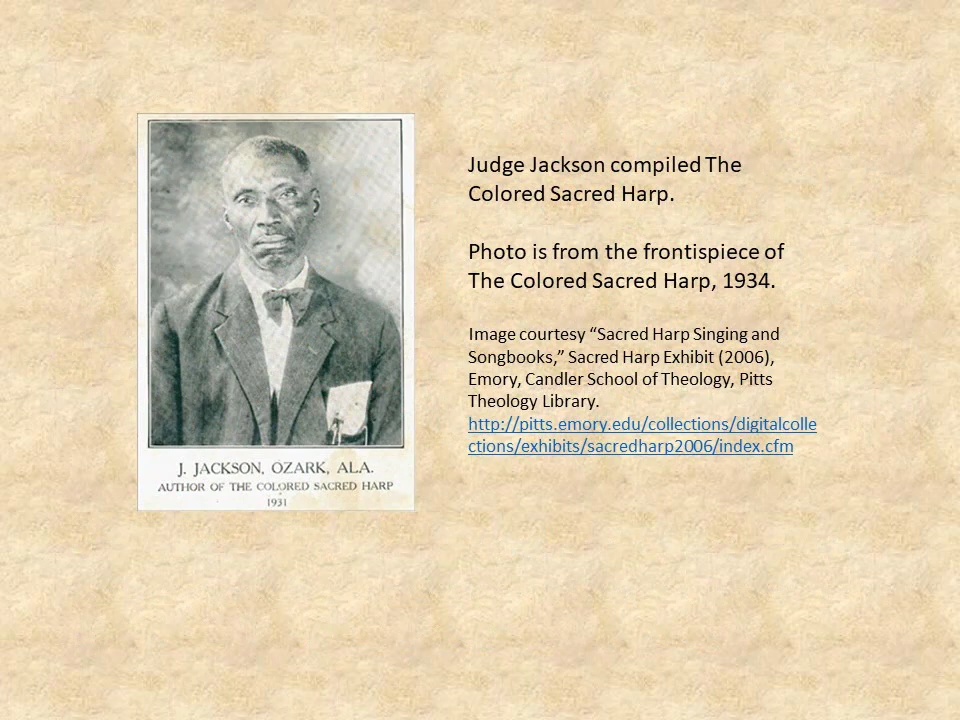 Judge Jackson compiled The
Colored Sacred Harp.
Photo is from the frontispiece of
The Colored Sacred Harp, 1934.
Image courtesy “Sacred Harp Singing and
Songbooks,” Sacred Harp Exhibit (2006),
Emory, Candler School of Theology, Pitts
Theology Library.
http://pitts.emory.edu/collections/digitalcolle
ctions/exhibits/sacredharp2006/index.cfm
J. JACKSON, OZARK, ALA.
AUTHOR OF THE COLORED SACRED HARP
1931